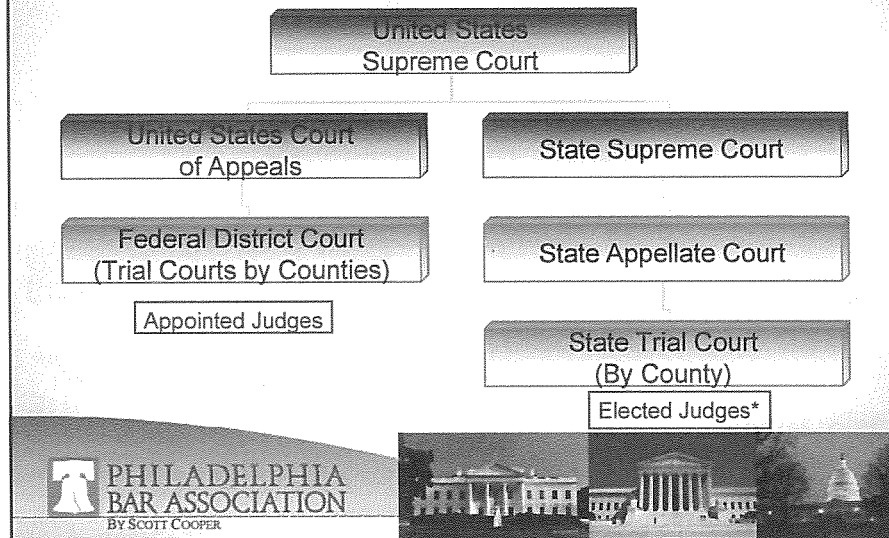 United States
Supreme Court
United States Court
of Appeals
State Supreme Court
Federal District Court
(Trial Courts by Counties)
State Appellate Court
Appointed Judges
State Trial Court
(By County)
Elected Judges*
PHILADELPHIA
BAR ASSOCIATION
BY SCOTT COOPER